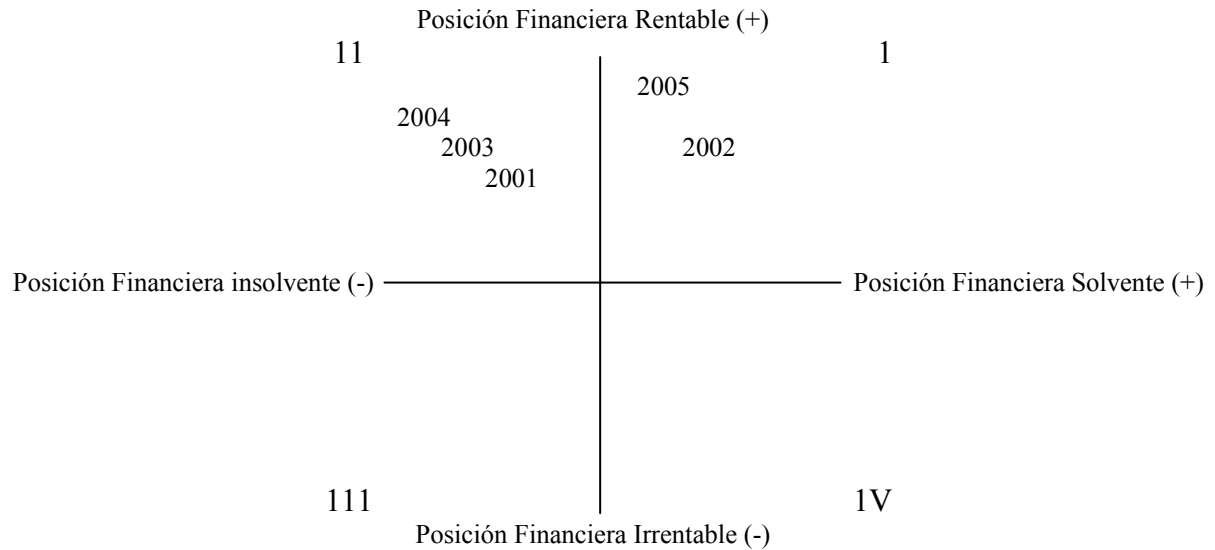 Posición Financiera Rentable (+)
11
1
2005
2004
2003
2002
2001
Posición Financiera insolvente (-)
Posición Financiera Solvente (+)
111
1V
Posición Financiera Irrentable (-)